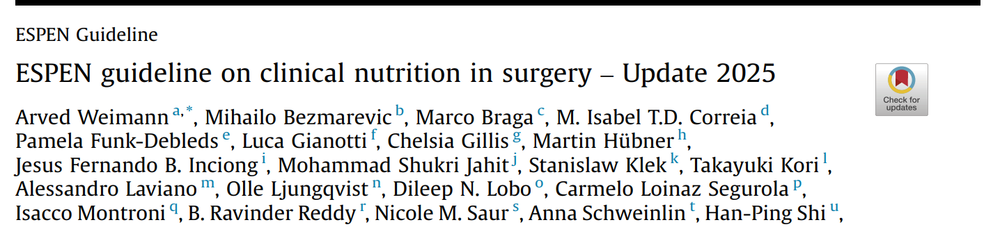 ESPEN Guideline
ESPEN guideline on clinical nutrition in surgery – Update 2025
Check for
updates
Arved Weimann a,*, Mihailo Bezmarevic b, Marco Braga c, M. Isabel T.D. Correia d,
Pamela Funk-Debleds e, Luca Gianotti f, Chelsia Gillis g, Martin Hübner h,
Jesus Fernando B. Inciong i, Mohammad Shukri Jahit j, Stanislaw Klek k, Takayuki Kori l,
Alessandro Laviano m, Olle Ljungqvist n, Dileep N. Lobo o, Carmelo Loinaz Segurola p,
Isacco Montroni q, B. Ravinder Reddy r, Nicole M. Saur s, Anna Schweinlin t, Han-Ping Shi u,